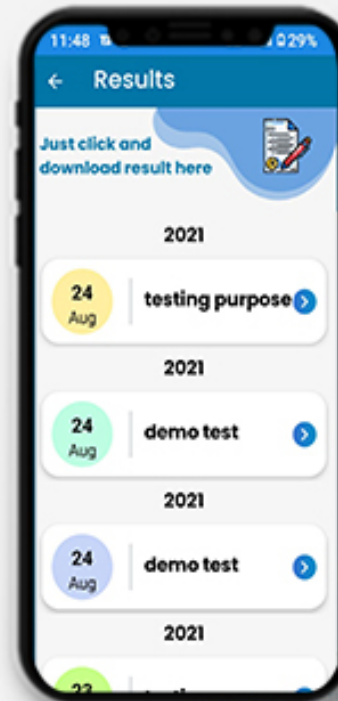 11:48 29%
Results
Just click and
download result here
2021
24
Aug
testing purpose
2021
24
Aug
demo test
2021
24
Aug
demo test
2021